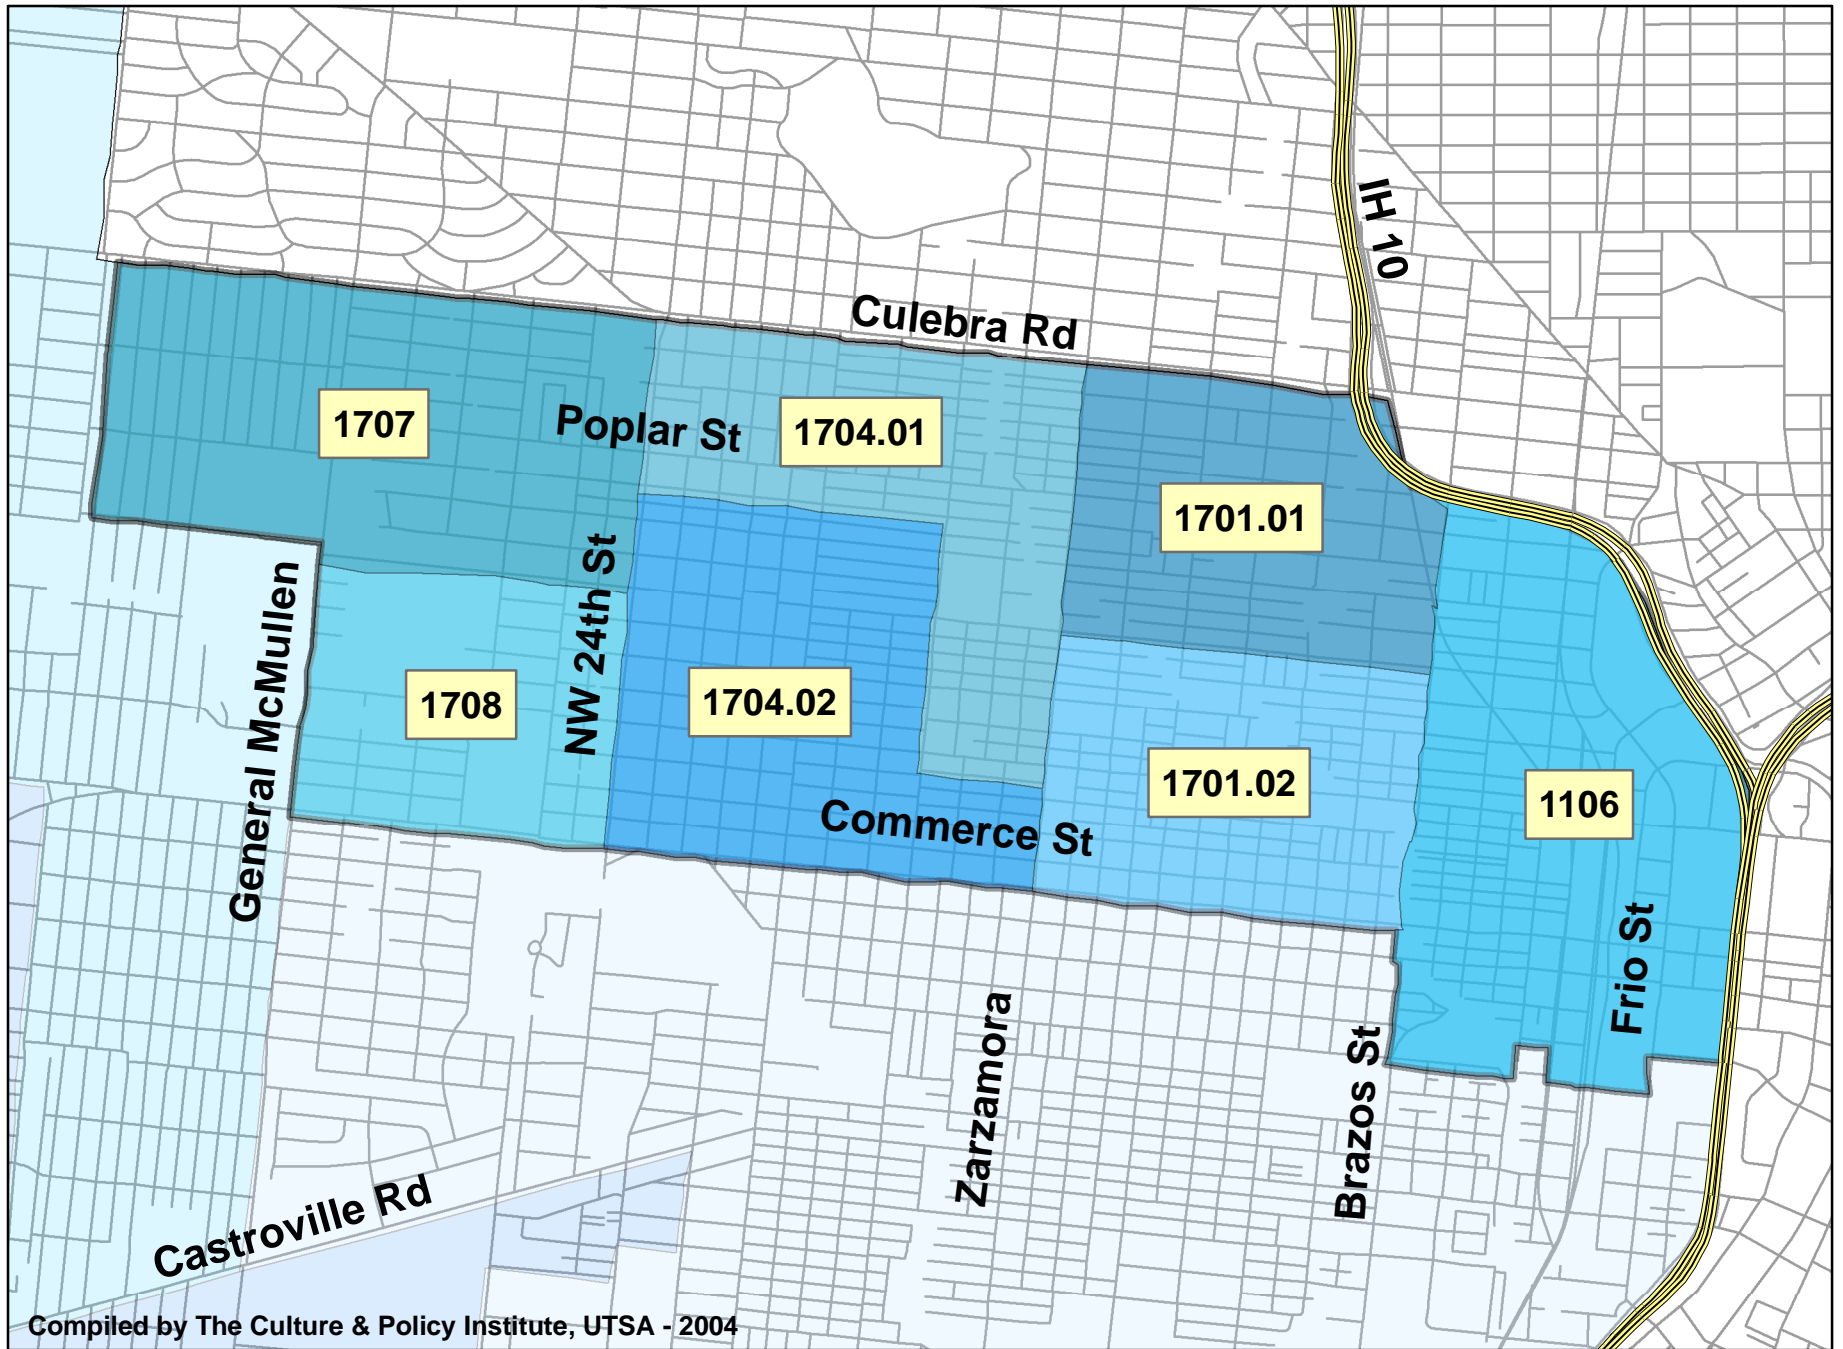 IH 10
Culebra Rd
1707
Poplar St
1704.01
1701.01
General McMullen
NW 24th St
1708
1704.02
1701.02
1106
Commerce St
Frio St
Zarzamora
Brazos St
Castroville Rd
Compiled by The Culture & Policy Institute, UTSA - 2004